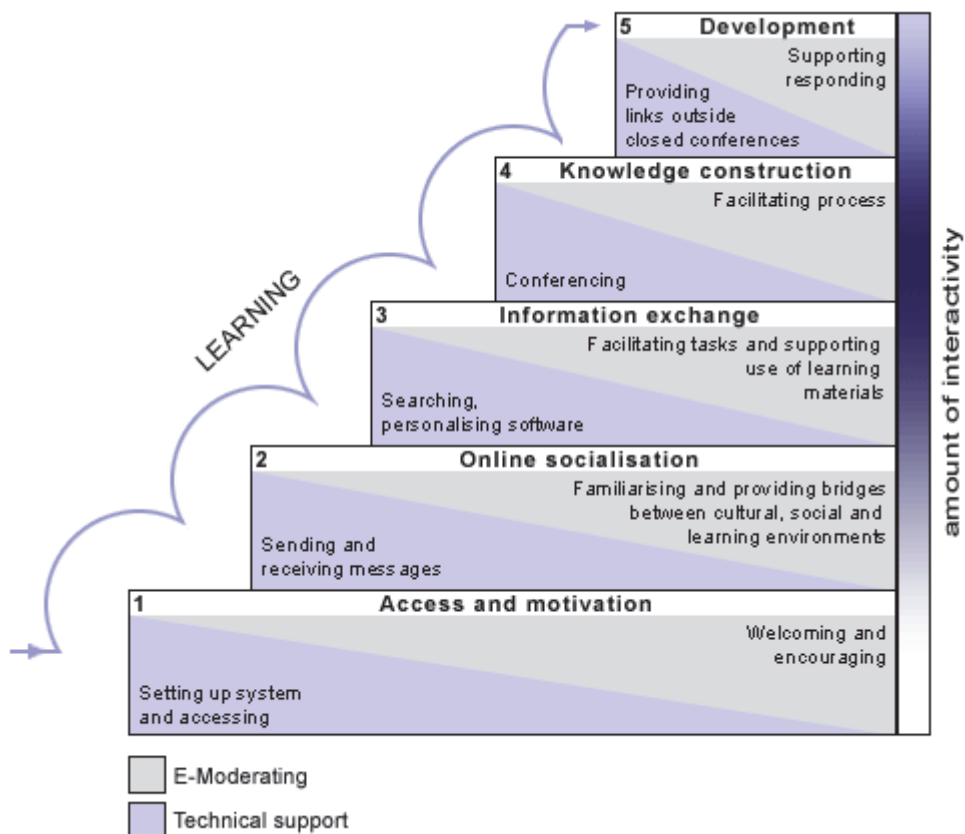 5 Development
Supporting
responding
Providing
links outside
closed conferences
4 Knowledge construction
Facilitating process
Conferencing
3 Information exchange
Facilitating tasks and supporting
use of learning
materials
Searching,
personalising software
2 Online socialisation
Familiarising and providing bridges
between cultural, social and
learning environments
Sending and
receiving messages
1 Access and motivation
Welcoming and
encouraging
Setting up system
and accessing
LEARNING
amount of interactivity
E-Moderating
Technical support